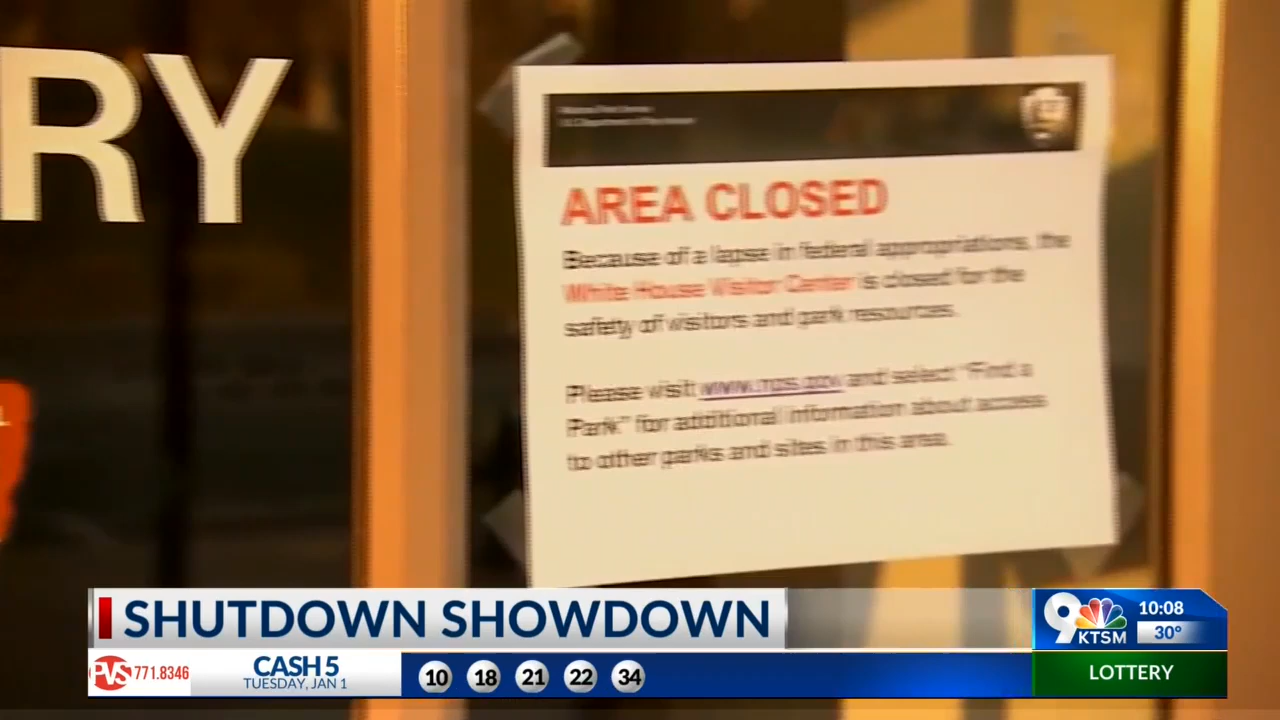 RY
AREA CLOSED
Because of a lapse in federal appropriations, the
White House Visitor Center is closed for the
safety of visitors and park resources.
Please visit www.nps.gov and select "Find a
Park" for additional information about access
to other parks and sites in this area.
SHUTDOWN SHOWDOWN
9 KTSM
10:08
30°
PVS 771.8346
CASH 5
TUESDAY, JAN 1
10 18 21 22 34
LOTTERY